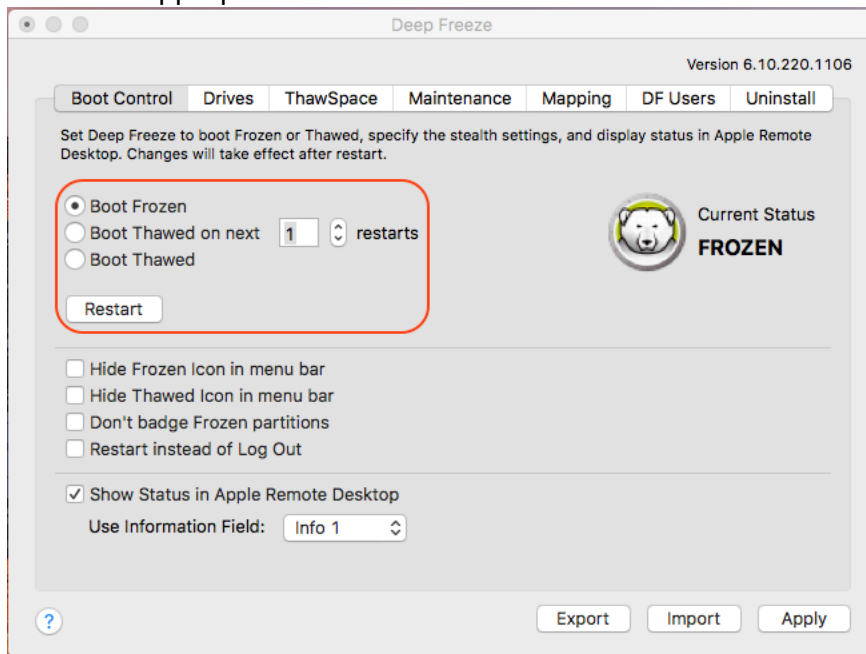 Deep Freeze
Version 6.10.220.1106
Boot Control Drives ThawSpace Maintenance Mapping DF Users Uninstall
Set Deep Freeze to boot Frozen or Thawed, specify the stealth settings, and display status in Apple Remote
Desktop. Changes will take effect after restart.
Boot Frozen
Boot Thawed on next 1 restarts
Boot Thawed
Restart
Current Status
FROZEN
Hide Frozen Icon in menu bar
Hide Thawed Icon in menu bar
Don't badge Frozen partitions
Restart instead of Log Out
Show Status in Apple Remote Desktop
Use Information Field: Info 1
? Export Import Apply